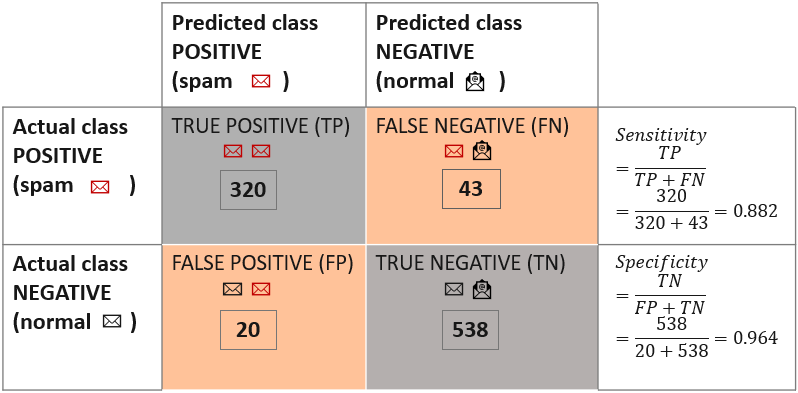 Predicted class
POSITIVE
(spam )
Predicted class
NEGATIVE
(normal )
Actual class
POSITIVE
(spam )
TRUE POSITIVE (TP)
320
FALSE NEGATIVE (FN)
43
Sensitivity
= TP / TP + FN
= 320 / 320 + 43 = 0.882
Actual class
NEGATIVE
(normal )
FALSE POSITIVE (FP)
20
TRUE NEGATIVE (TN)
538
Specificity
= TN / FP + TN
= 538 / 20 + 538 = 0.964